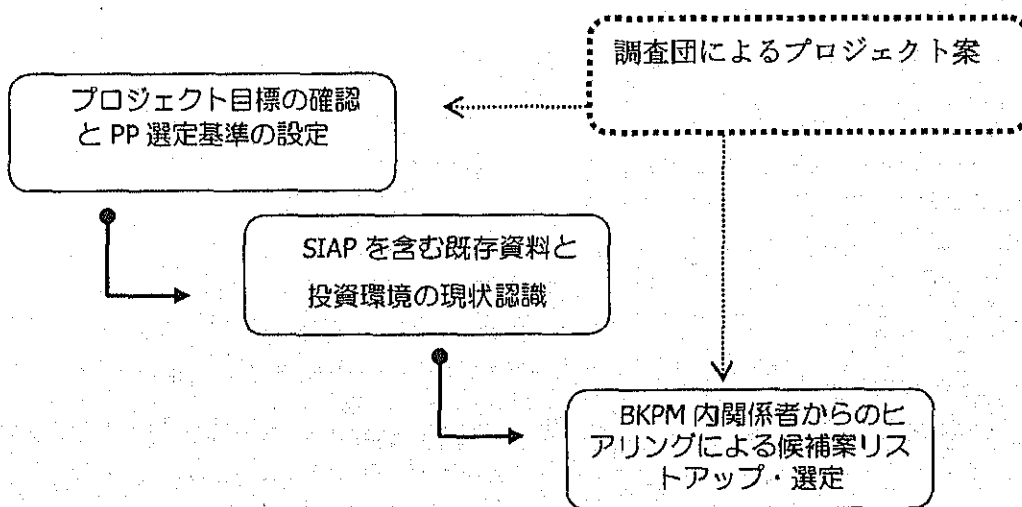 調査団によるプロジェクト案
プロジェクト目標の確認
と PP 選定基準の設定
SIAP を含む既存資料と
投資環境の現状認識
BKPM 内関係者からのヒ
アリングによる候補案リス
トアップ・選定